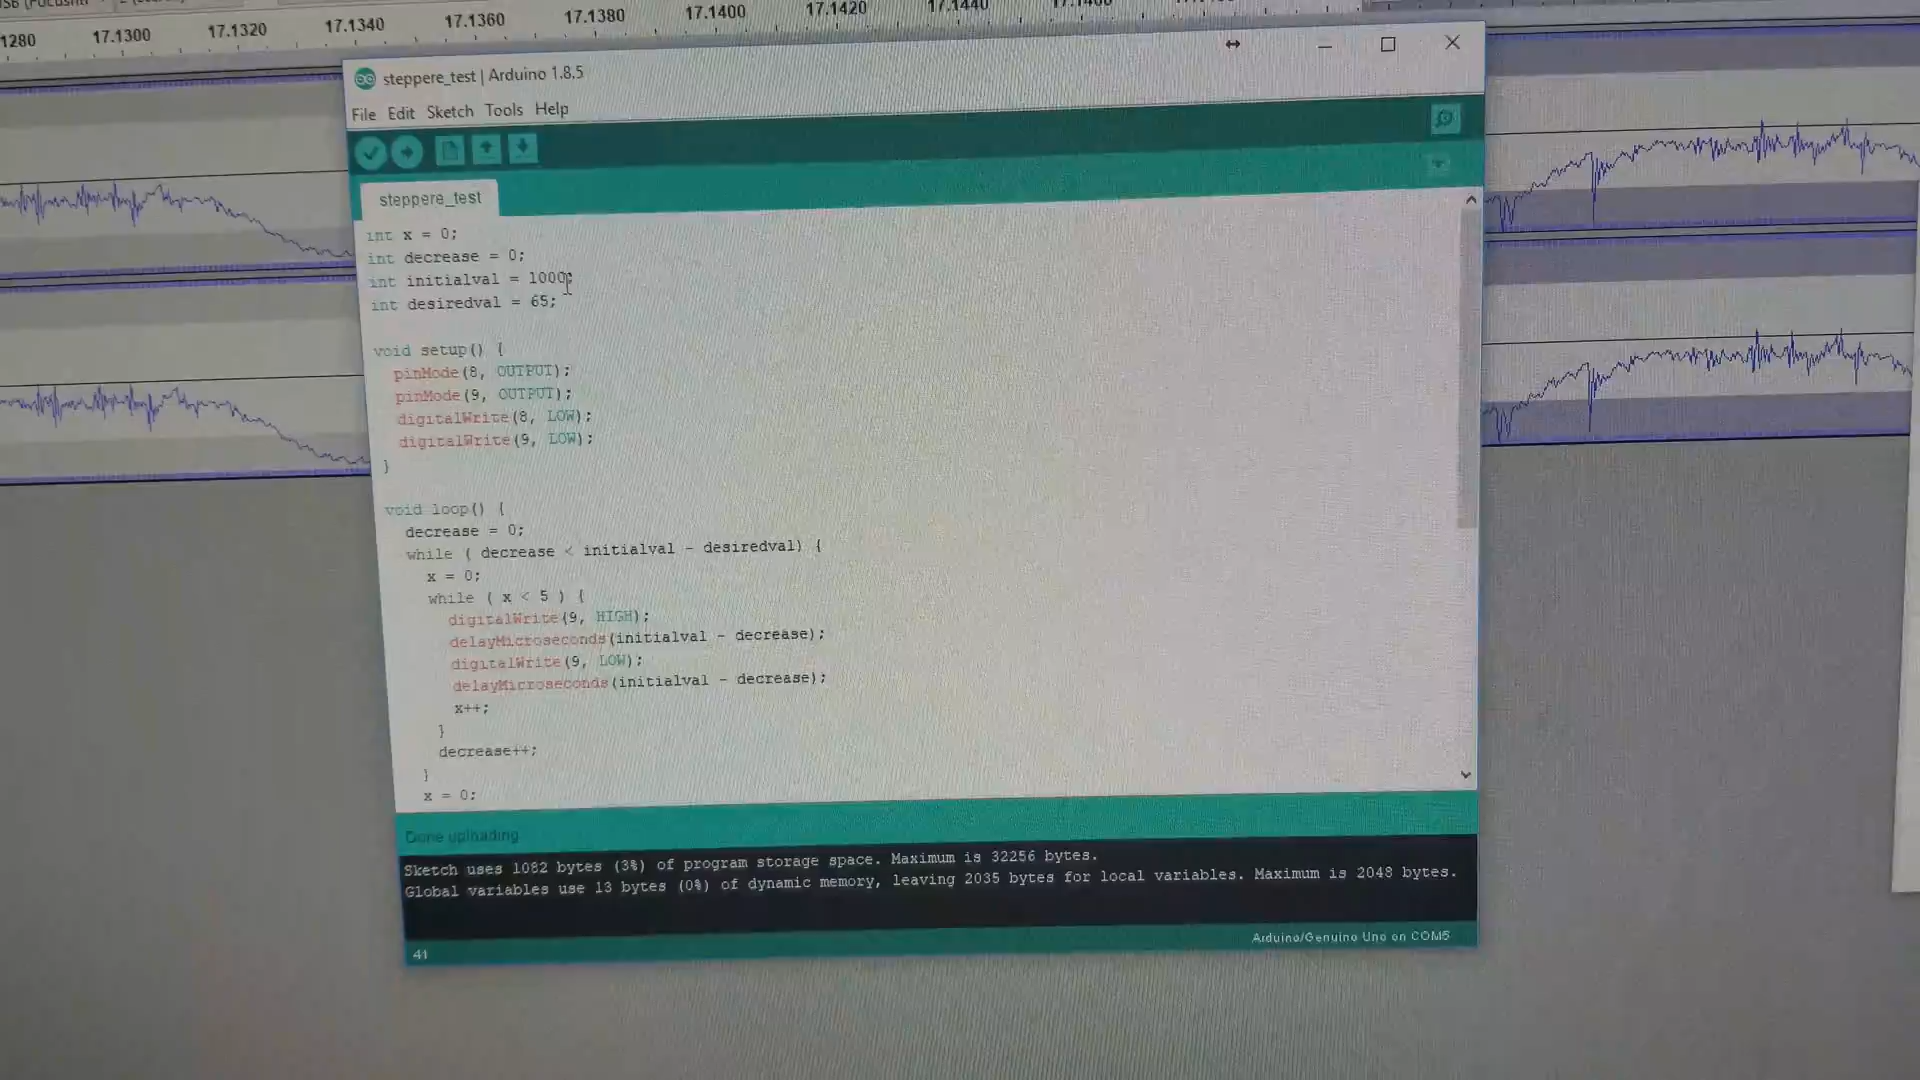 17.1300 17.1320 17.1340 17.1360 17.1380 17.1400 17.1420 17.1440
steppere_test | Arduino 1.8.5
File Edit Sketch Tools Help
steppere_test
int x = 0;
int decrease = 0;
int initialval = 1000;
int desiredval = 65;
void setup() {
pinMode(8, OUTPUT);
pinMode(9, OUTPUT);
digitalWrite(8, LOW);
digitalWrite(9, LOW);
}
void loop() {
decrease = 0;
while ( decrease < initialval - desiredval) {
x = 0;
while ( x < 5 ) {
digitalWrite(9, HIGH);
delayMicroseconds(initialval - decrease);
digitalWrite(9, LOW);
delayMicroseconds(initialval - decrease);
x++;
}
decrease++;
}
x = 0;
Done uploading
Sketch uses 1082 bytes (3%) of program storage space. Maximum is 32256 bytes.
Global variables use 13 bytes (0%) of dynamic memory, leaving 2035 bytes for local variables. Maximum is 2048 bytes.
41 Arduino/Genuino Uno on COM5